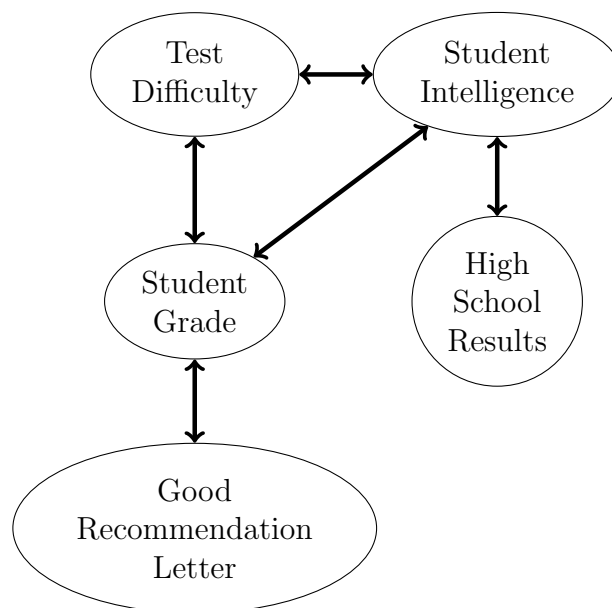 Test
Difficulty
Student
Intelligence
Student
Grade
High
School
Results
Good
Recommendation
Letter